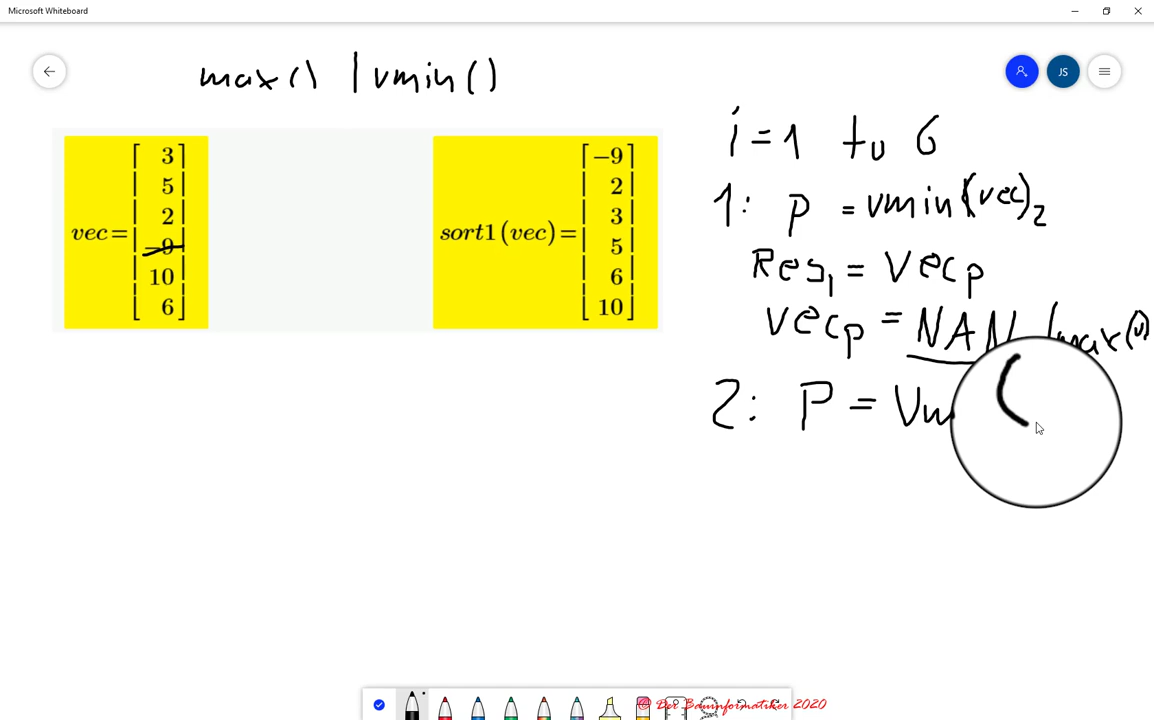 Microsoft Whiteboard
max() | vmin()
JS
vec = [ 3
5
2
-9
10
6 ]
sort1(vec) = [ -9
2
3
5
6
10 ]
i = 1 to 6
1: p = vmin(vec)2
Res1 = vecp
vecp = NAN
2: P = Vm (
© Der Bauinformatiker 2020